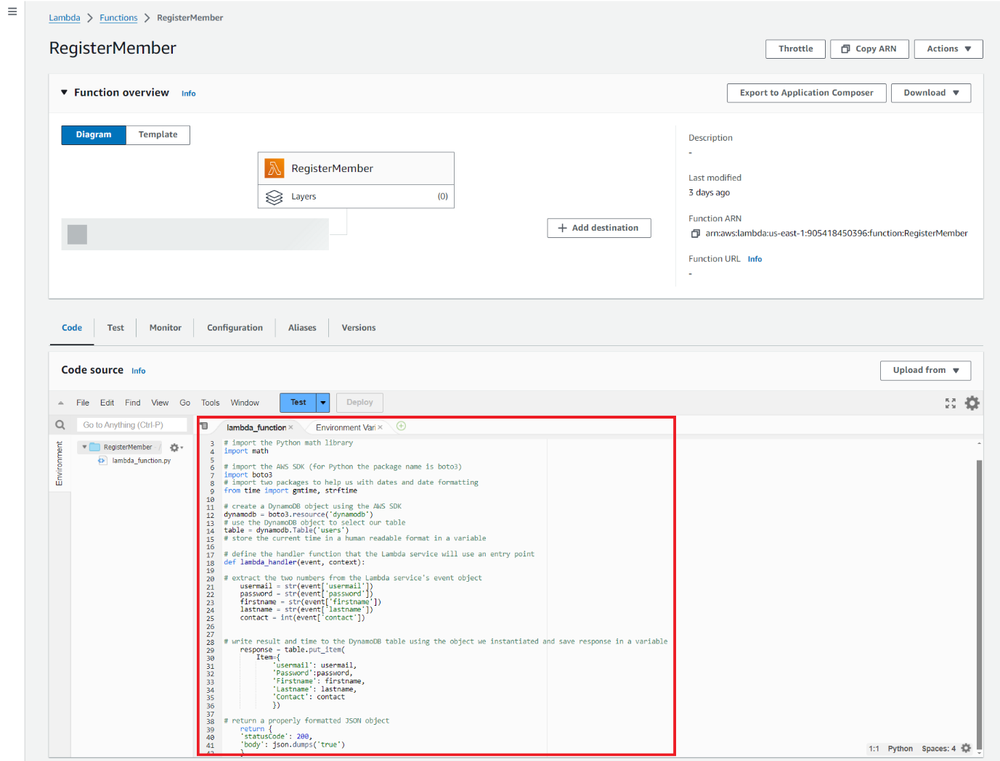 Lambda > Functions > RegisterMember
RegisterMember
Throttle
Copy ARN
Actions
Function overview Info
Export to Application Composer
Download
Diagram
Template
RegisterMember
Layers (0)
+ Add destination
Description
-
Last modified
3 days ago
Function ARN
arn:aws:lambda:us-east-1:905418450396:function:RegisterMember
Function URL Info
-
Code Test Monitor Configuration Aliases Versions
Code source Info
Upload from
File Edit Find View Go Tools Window Test Deploy
Go to Anything (Ctrl-P)
Environment
RegisterMember - /
lambda_function.py
lambda_function × Environment Vari ×
3 # import the Python math library
4 import math
5
6 # import the AWS SDK (for Python the package name is boto3)
7 import boto3
8 # import two packages to help us with dates and date formatting
9 from time import gmtime, strftime
10
11 # create a DynamoDB object using the AWS SDK
12 dynamodb = boto3.resource('dynamodb')
13 # use the DynamoDB object to select our table
14 table = dynamodb.Table('users')
15 # store the current time in a human readable format in a variable
16
17 # define the handler function that the Lambda service will use an entry point
18 def lambda_handler(event, context):
19
20 # extract the two numbers from the Lambda service's event object
21 usermail = str(event['usermail'])
22 password = str(event['password'])
23 firstname = str(event['firstname'])
24 lastname = str(event['lastname'])
25 contact = int(event['contact'])
26
27
28 # write result and time to the DynamoDB table using the object we instantiated and save response in a variable
29 response = table.put_item(
30 Item={
31 'usermail': usermail,
32 'Password':password,
33 'Firstname': firstname,
34 'Lastname': lastname,
35 'Contact': contact
36 })
37
38 # return a properly formatted JSON object
39 return {
40 'statusCode': 200,
41 'body': json.dumps('true')
42 }
1:1 Python Spaces: 4